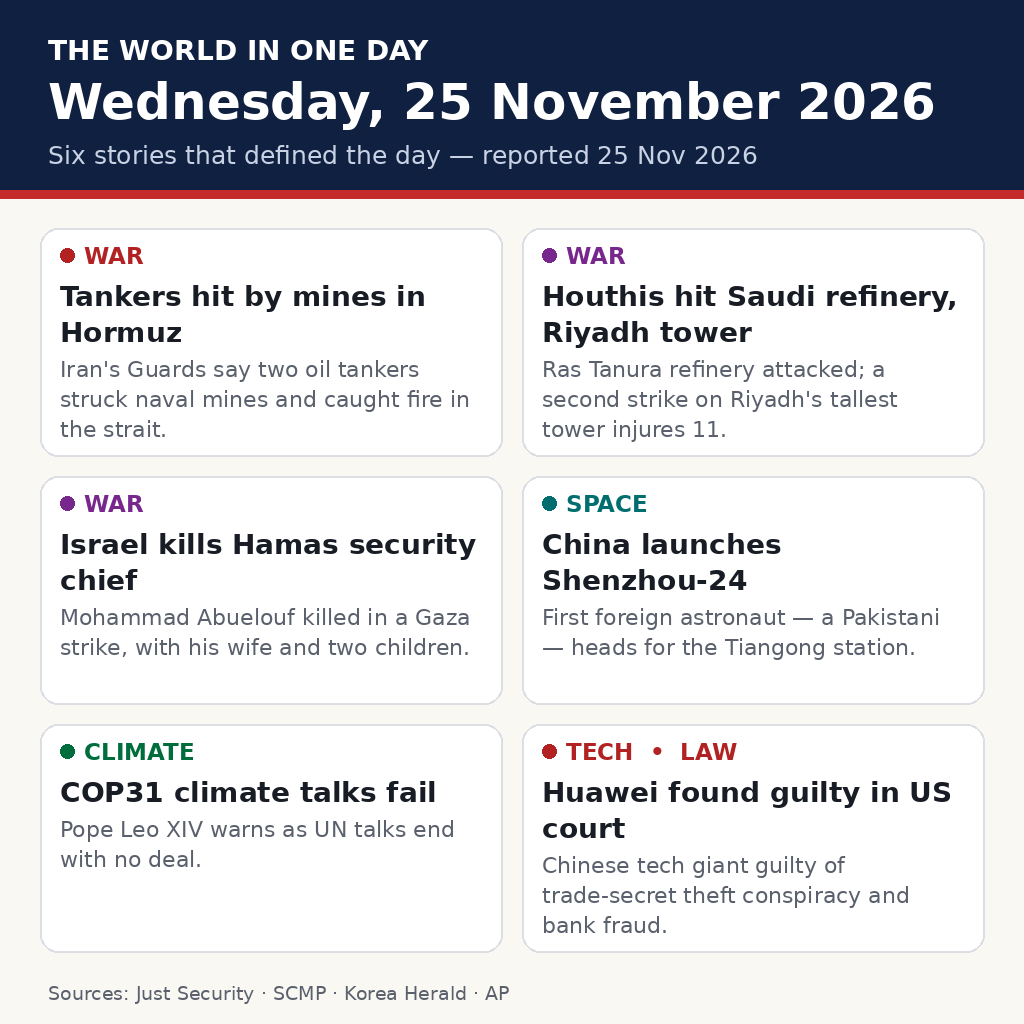 THE WORLD IN ONE DAY
Wednesday, 25 November 2026
Six stories that defined the day — reported 25 Nov 2026
WAR
Tankers hit by mines in
Hormuz
Iran's Guards say two oil tankers
struck naval mines and caught fire in
the strait.
WAR
Houthis hit Saudi refinery,
Riyadh tower
Ras Tanura refinery attacked; a
second strike on Riyadh's tallest
tower injures 11.
WAR
Israel kills Hamas security
chief
Mohammad Abuelouf killed in a Gaza
strike, with his wife and two children.
SPACE
China launches
Shenzhou-24
First foreign astronaut — a Pakistani
— heads for the Tiangong station.
CLIMATE
COP31 climate talks fail
Pope Leo XIV warns as UN talks end
with no deal.
TECH • LAW
Huawei found guilty in US
court
Chinese tech giant guilty of
trade-secret theft conspiracy and
bank fraud.
Sources: Just Security · SCMP · Korea Herald · AP